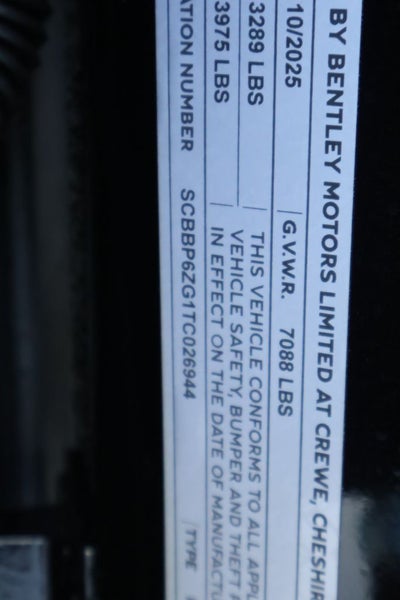 BY BENTLEY MOTORS LIMITED AT CREWE, CHESHIR
10/2025 G.V.W.R. 7088 LBS
3289 LBS THIS VEHICLE CONFORMS TO ALL APPL
VEHICLE SAFETY, BUMPER AND THEFT
3975 LBS IN EFFECT ON THE DATE OF MANUFACTU
ATION NUMBER SCBBP6ZG1TC026944 TYPE